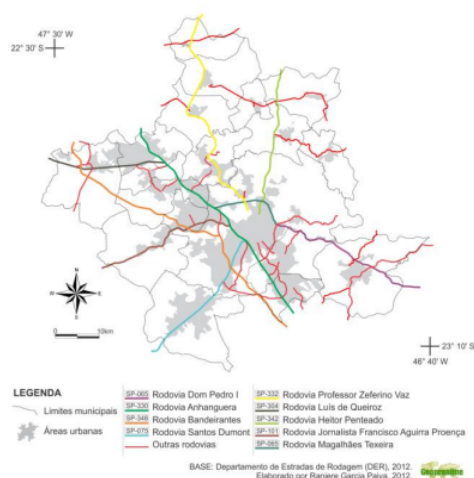 47° 30' W
22° 30' S
N
W
E
S
0
10km
23° 10' S
46° 40' W
LEGENDA
Limites municipais
Áreas urbanas
SP-065 Rodovia Dom Pedro I
SP-330 Rodovia Anhanguera
SP-348 Rodovia Bandeirantes
SP-075 Rodovia Santos Dumont
Outras rodovias
SP-332 Rodovia Professor Zeferino Vaz
SP-304 Rodovia Luís de Queiroz
SP-342 Rodovia Heitor Penteado
SP-101 Rodovia Jornalista Francisco Aguirra Proença
SP-065 Rodovia Magalhães Texeira
BASE: Departamento de Estradas de Rodagem (DER), 2012.
Elaborado por Raniere Garcia Paiva, 2012.